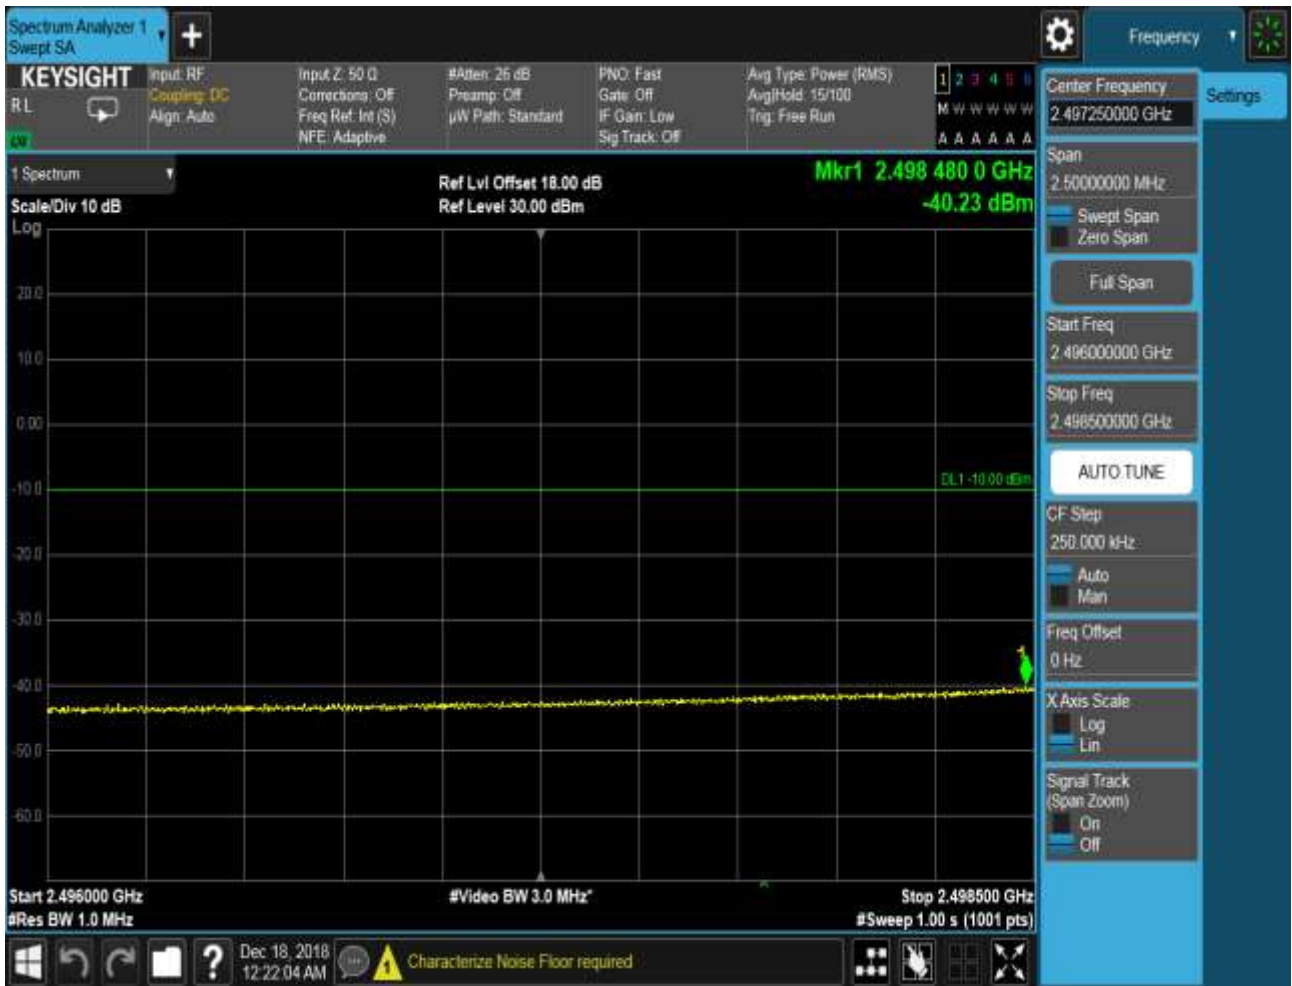 Spectrum Analyzer 1
Swept SA
+
Frequency
KEYSIGHT
R L
Input: RF
Coupling: DC
Align: Auto
Input Z: 50 Ω
Corrections: Off
Freq Ref: Int (S)
NFE: Adaptive
#Atten: 26 dB
Preamp: Off
µW Path: Standard
PNO: Fast
Gate: Off
IF Gain: Low
Sig Track: Off
Avg Type: Power (RMS)
Avg|Hold: 15/100
Trig: Free Run
1 2 3 4 5 6
M W W W W W
A A A A A A
1 Spectrum
Scale/Div 10 dB
Log
Ref Lvl Offset 18.00 dB
Ref Level 30.00 dBm
Mkr1 2.498 480 0 GHz
-40.23 dBm
20.0
10.0
0.00
-10.0
-20.0
-30.0
-40.0
-50.0
-60.0
DL1 -10.00 dBm
1
Start 2.496000 GHz
#Res BW 1.0 MHz
#Video BW 3.0 MHz*
Stop 2.498500 GHz
#Sweep 1.00 s (1001 pts)
Center Frequency
2.497250000 GHz
Span
2.50000000 MHz
Swept Span
Zero Span
Full Span
Start Freq
2.496000000 GHz
Stop Freq
2.498500000 GHz
AUTO TUNE
CF Step
250.000 kHz
Auto
Man
Freq Offset
0 Hz
X Axis Scale
Log
Lin
Signal Track
(Span Zoom)
On
Off
Settings
?
Dec 18, 2018
12:22:04 AM
1
Characterize Noise Floor required